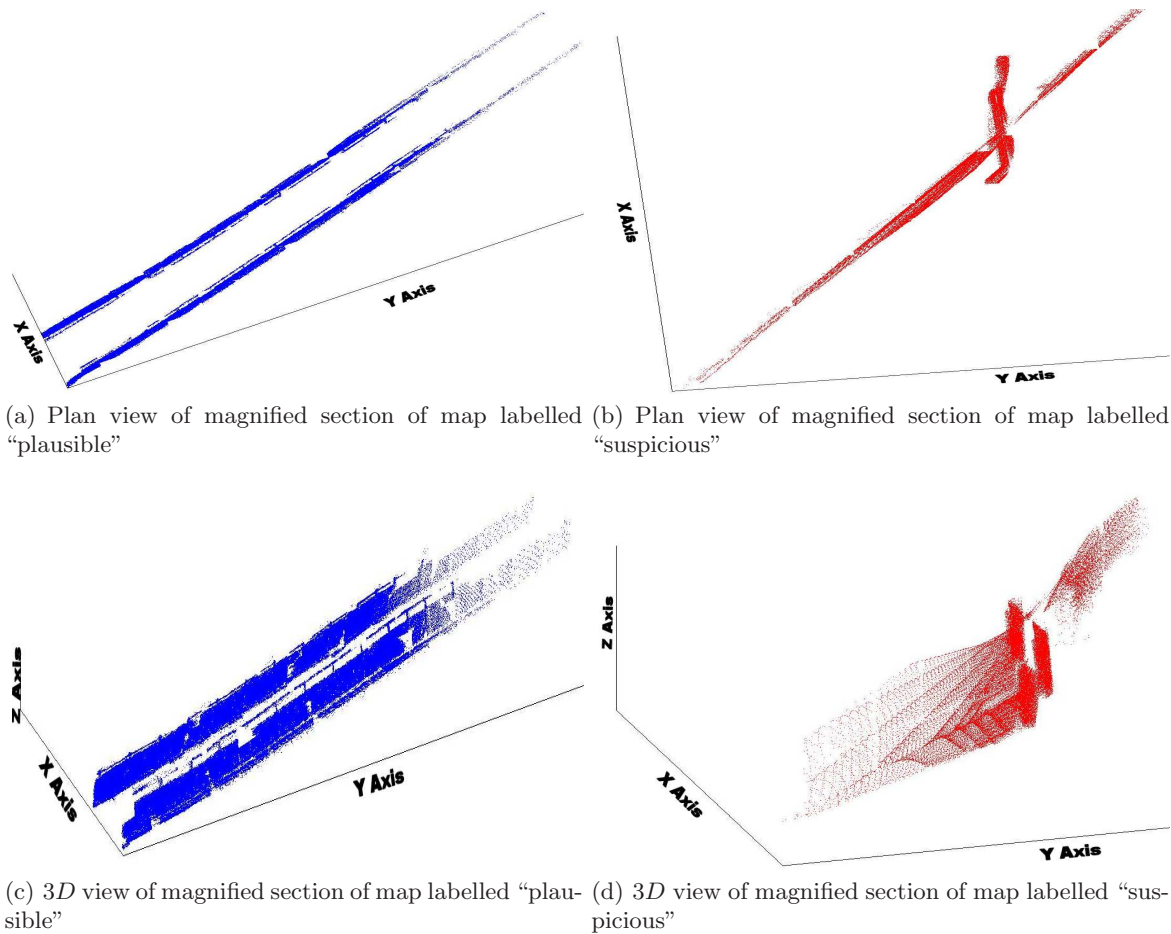 X Axis
Y Axis
X Axis
Y Axis
(a) Plan view of magnified section of map labelled
“plausible”
(b) Plan view of magnified section of map labelled
“suspicious”
Z Axis
X Axis
Y Axis
Z Axis
X Axis
Y Axis
(c) 3D view of magnified section of map labelled “plau-
sible”
(d) 3D view of magnified section of map labelled “sus-
picious”